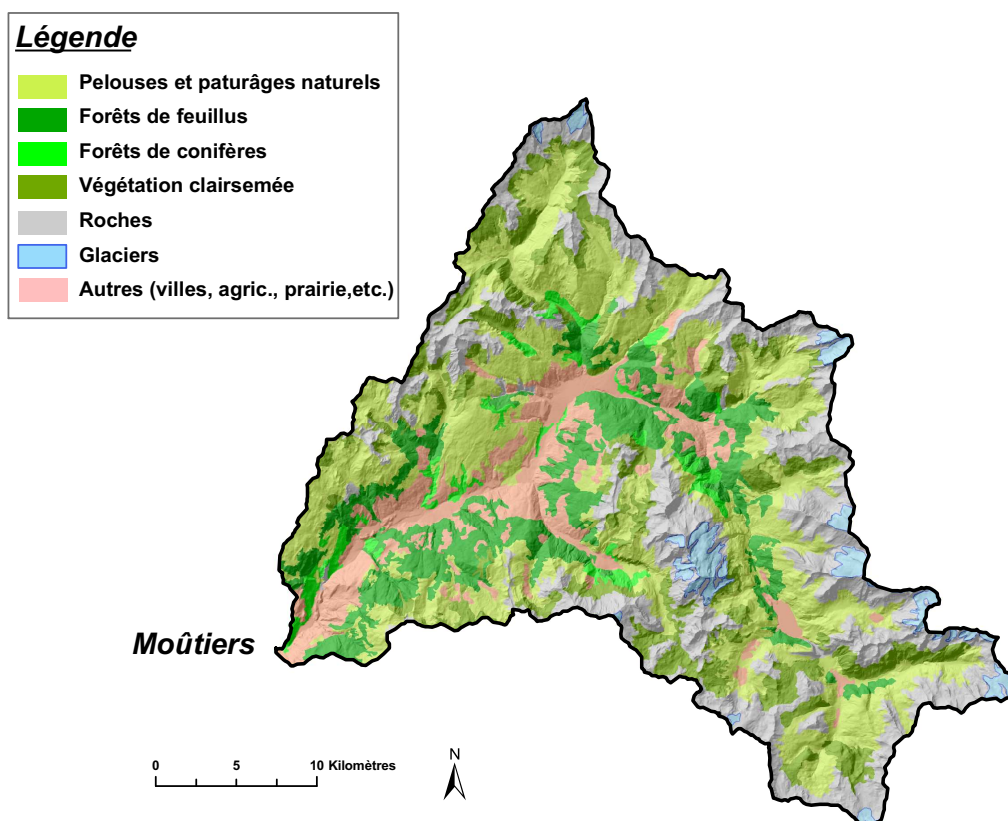 Légende
Pelouses et paturâges naturels
Forêts de feuillus
Forêts de conifères
Végétation clairsemée
Roches
Glaciers
Autres (villes, agric., prairie,etc.)
Moûtiers
0 5 10 Kilomètres
N